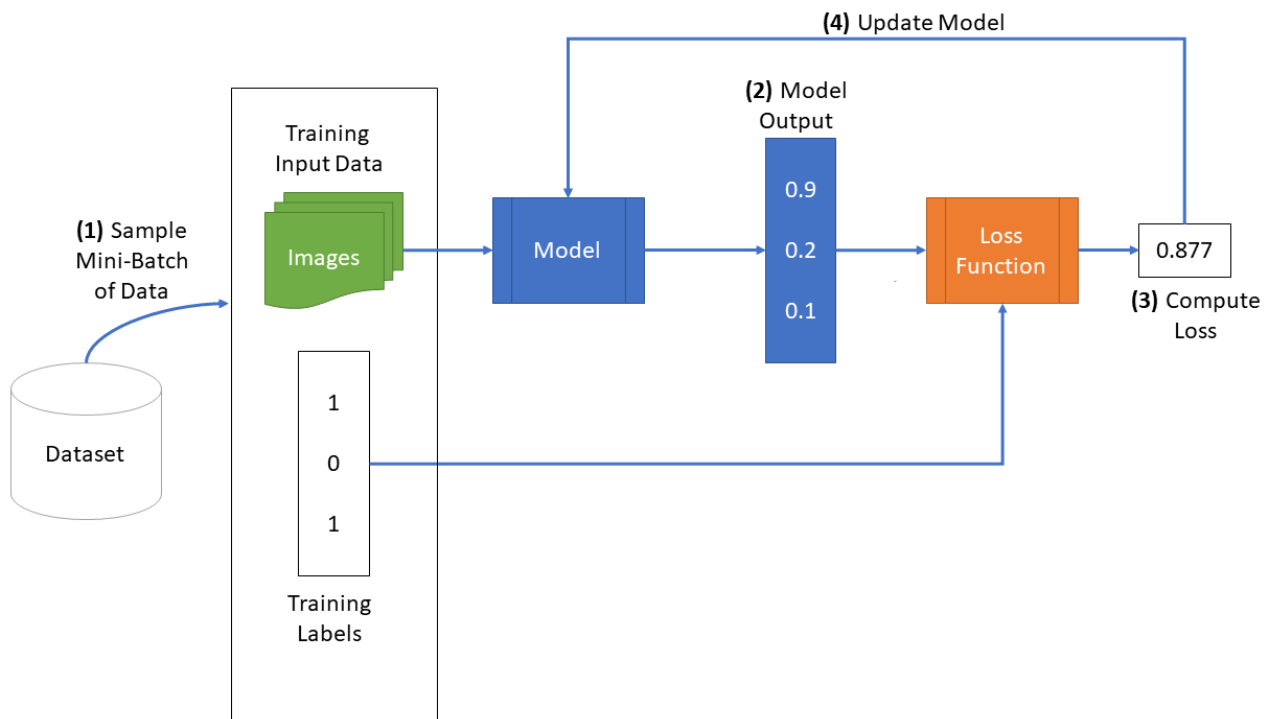 (4) Update Model
(2) Model
Output
Training
Input Data
0.9
(1) Sample
Mini-Batch
of Data
Images
Model
0.2
Loss
Function
0.877
0.1
(3) Compute
Loss
1
Dataset
0
1
Training
Labels